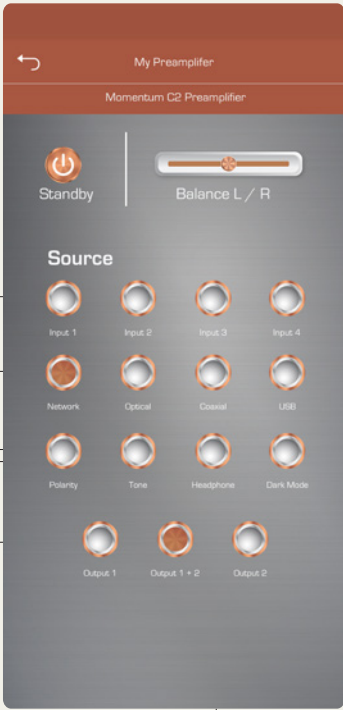 My Preamplifer
Momentum C2 Preamplifier
Standby
Balance L / R
Source
Input 1 Input 2 Input 3 Input 4
Network Optical Coaxial USB
Polarity Tone Headphone Dark Mode
Output 1 Output 1 + 2 Output 2